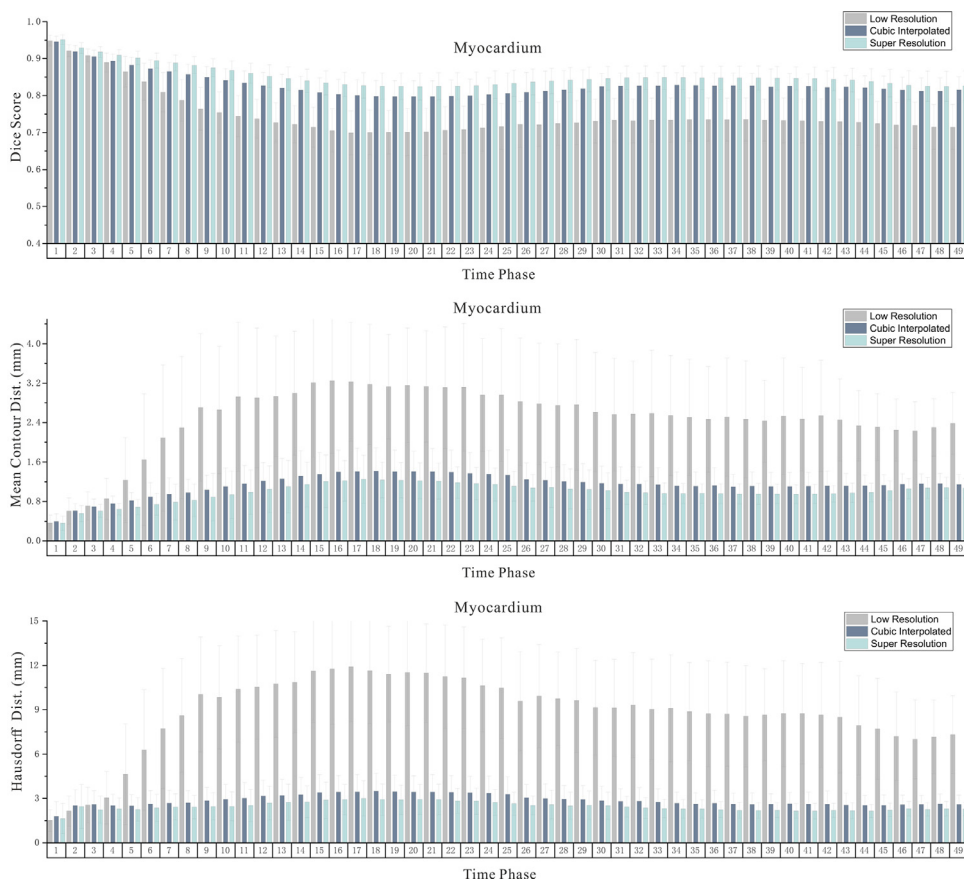 Myocardium
Low Resolution
Cubic Interpolated
Super Resolution
Dice Score
1.0
0.9
0.8
0.7
0.6
0.5
0.4
1 2 3 4 5 6 7 8 9 10 11 12 13 14 15 16 17 18 19 20 21 22 23 24 25 26 27 28 29 30 31 32 33 34 35 36 37 38 39 40 41 42 43 44 45 46 47 48 49
Time Phase
Myocardium
Low Resolution
Cubic Interpolated
Super Resolution
Mean Contour Dist. (mm)
4.0
3.2
2.4
1.6
0.8
0.0
1 2 3 4 5 6 7 8 9 10 11 12 13 14 15 16 17 18 19 20 21 22 23 24 25 26 27 28 29 30 31 32 33 34 35 36 37 38 39 40 41 42 43 44 45 46 47 48 49
Time Phase
Myocardium
Low Resolution
Cubic Interpolated
Super Resolution
Hausdorff Dist. (mm)
15
12
9
6
3
0
1 2 3 4 5 6 7 8 9 10 11 12 13 14 15 16 17 18 19 20 21 22 23 24 25 26 27 28 29 30 31 32 33 34 35 36 37 38 39 40 41 42 43 44 45 46 47 48 49
Time Phase